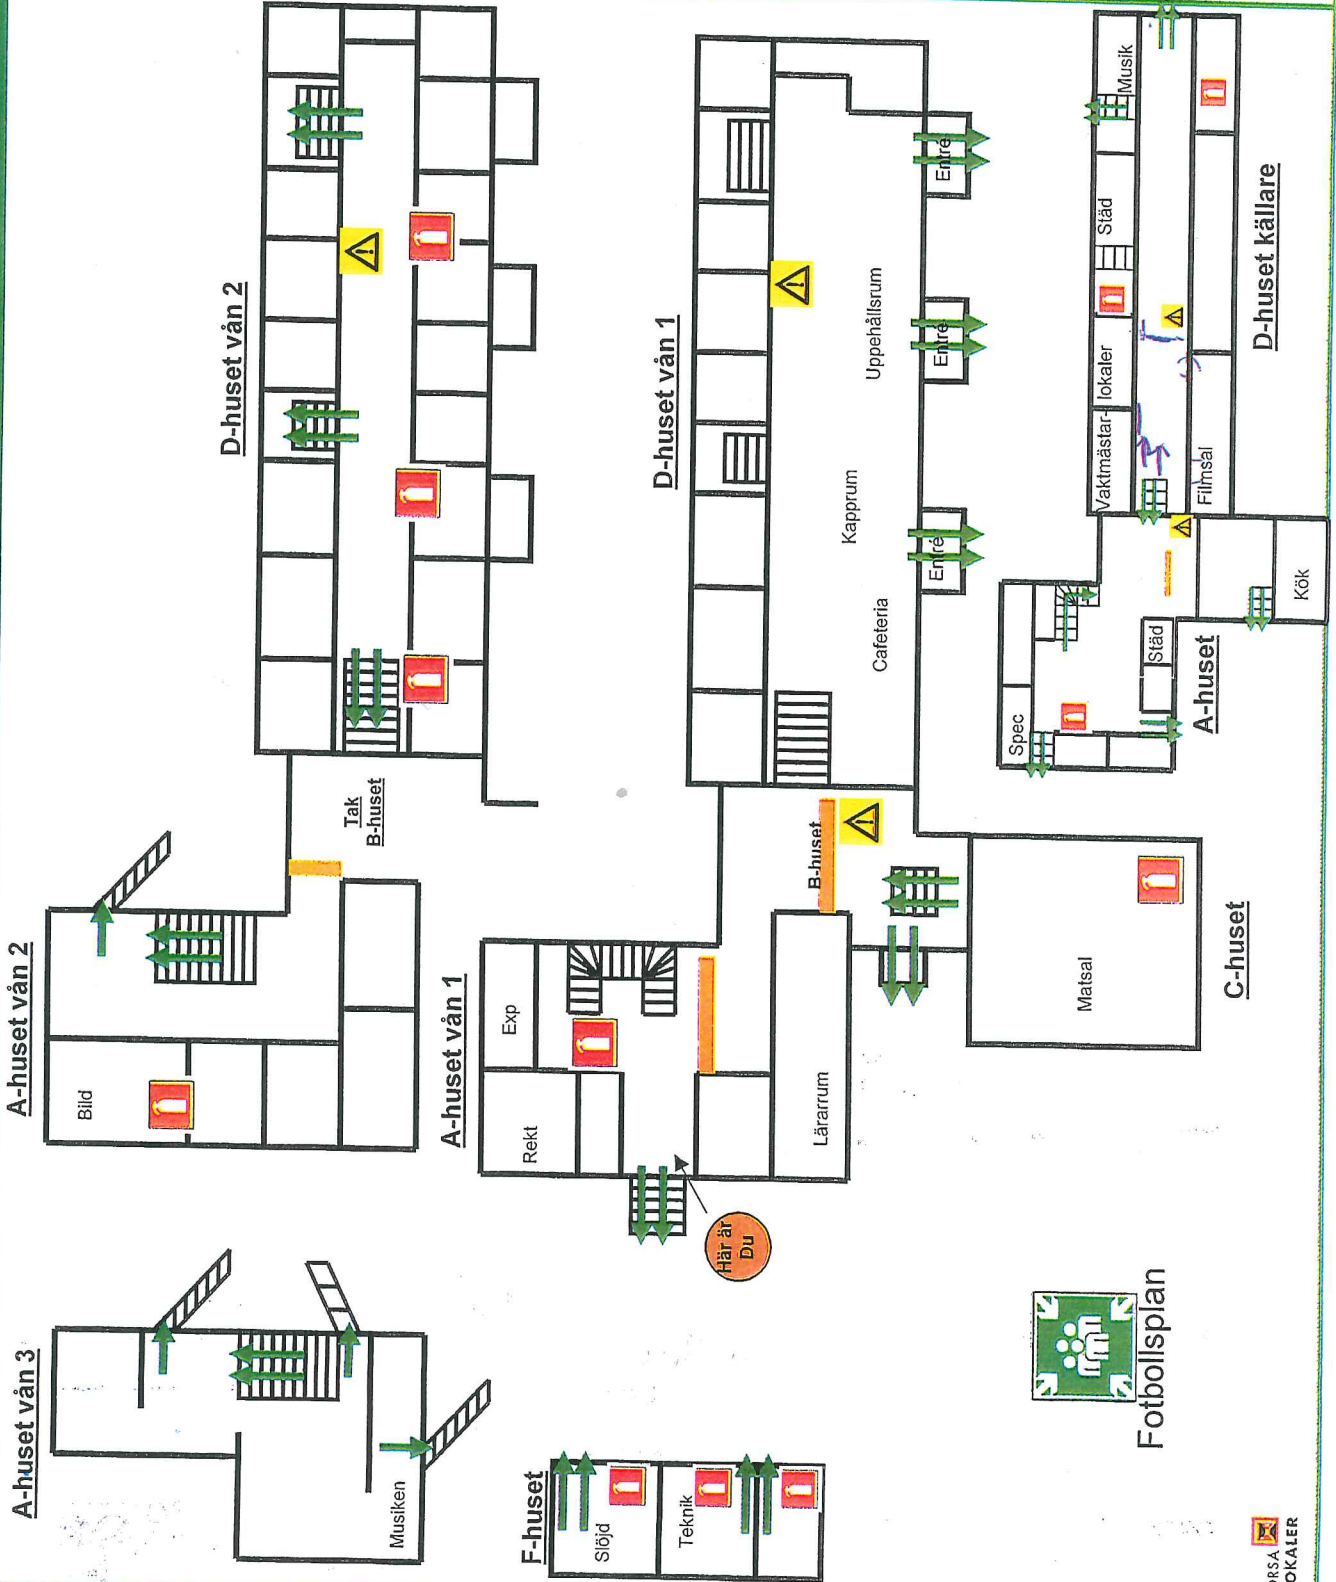 A-huset vån 3
Musiken
A-huset vån 2
Bild
Tak
B-huset
D-huset vån 2
F-huset
Slöjd
Teknik
A-huset vån 1
Exp
Rekt
Lärarrum
Här är
Du
B-huset
D-huset vån 1
Cafeteria
Kapprum
Uppehållsrum
Entré
Entré
Entré
Matsal
C-huset
Fotbollsplan
A-huset
Spec
Städ
Kök
D-huset källare
Vaktmästar-
lokaler
Städ
Musik
Filmsal